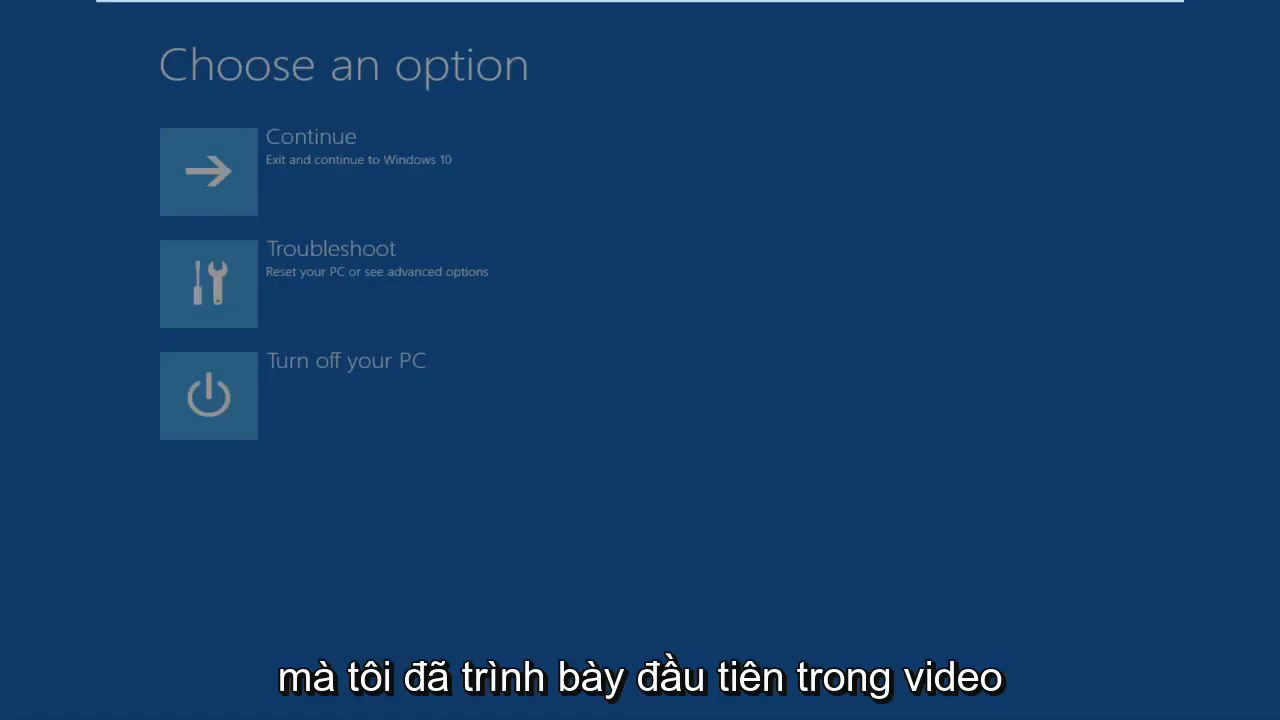 Choose an option
Continue
Exit and continue to Windows 10
Troubleshoot
Reset your PC or see advanced options
Turn off your PC
mà tôi đã trình bày đầu tiên trong video